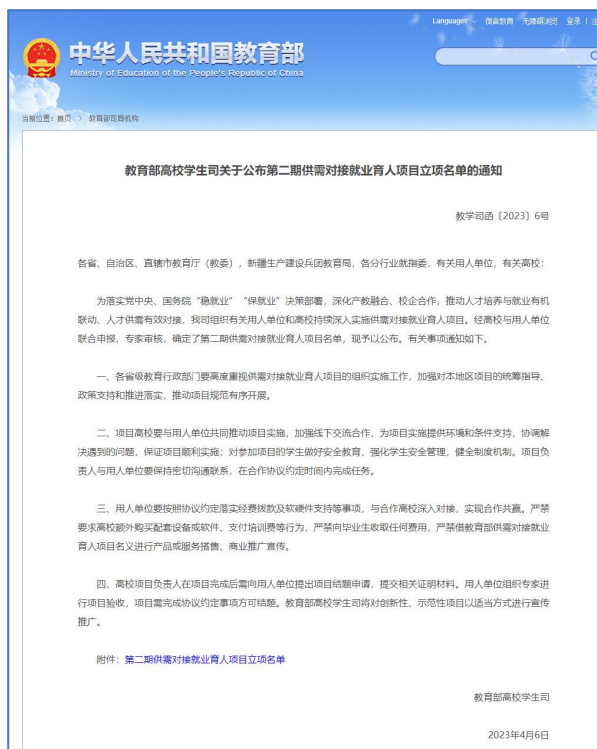 Languages 微言教育 无障碍浏览 登录 | 注
中华人民共和国教育部
Ministry of Education of the People's Republic of China
当前位置：首页 > 教育部司局机构
教育部高校学生司关于公布第二期供需对接就业育人项目立项名单的通知
教学司函〔2023〕6号
各省、自治区、直辖市教育厅（教委），新疆生产建设兵团教育局，各分行业就指委，有关用人单位，有关高校：
为落实党中央、国务院“稳就业”“保就业”决策部署，深化产教融合、校企合作，推动人才培养与就业有机
联动、人才供需有效对接，我司组织有关用人单位和高校持续深入实施供需对接就业育人项目。经高校与用人单位
联合申报，专家审核，确定了第二期供需对接就业育人项目名单，现予以公布。有关事项通知如下。
一、各省级教育行政部门要高度重视供需对接就业育人项目的组织实施工作，加强对本地区项目的统筹指导、
政策支持和推进落实，推动项目规范有序开展。
二、项目高校要与用人单位共同推动项目实施，加强线下交流合作，为项目实施提供环境和条件支持，协调解
决遇到的问题，保证项目顺利实施；对参加项目的学生做好安全教育，强化学生安全管理，健全制度机制。项目负
责人与用人单位要保持密切沟通联系，在合作协议约定时间内完成任务。
三、用人单位要按照协议约定落实经费拨款及软硬件支持等事项，与合作高校深入对接，实现合作共赢。严禁
要求高校额外购买配套设备或软件、支付培训费等行为，严禁向毕业生收取任何费用，严禁借教育部供需对接就业
育人项目名义进行产品或服务搭售、商业推广宣传。
四、高校项目负责人在项目完成后需向用人单位提出项目结题申请，提交相关证明材料。用人单位组织专家进
行项目验收，项目需完成协议约定事项方可结题。教育部高校学生司将对创新性、示范性项目以适当方式进行宣传
推广。
附件：第二期供需对接就业育人项目立项名单
教育部高校学生司
2023年4月6日